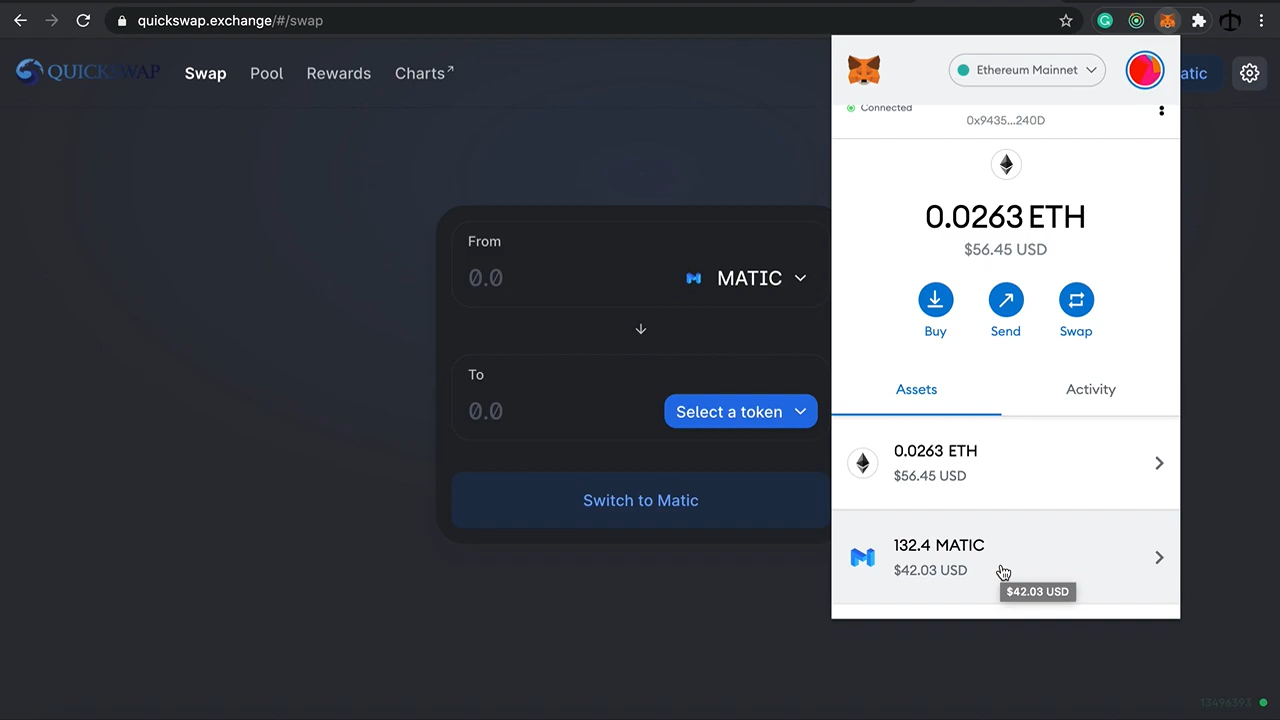 quickswap.exchange/#/swap
QUICKSWAP
Swap
Pool
Rewards
Charts↗
atic
From
0.0
MATIC
To
0.0
Select a token
Switch to Matic
Ethereum Mainnet
Connected
0x9435...240D
0.0263 ETH
$56.45 USD
Buy
Send
Swap
Assets
Activity
0.0263 ETH
$56.45 USD
132.4 MATIC
$42.03 USD
$42.03 USD
13496393